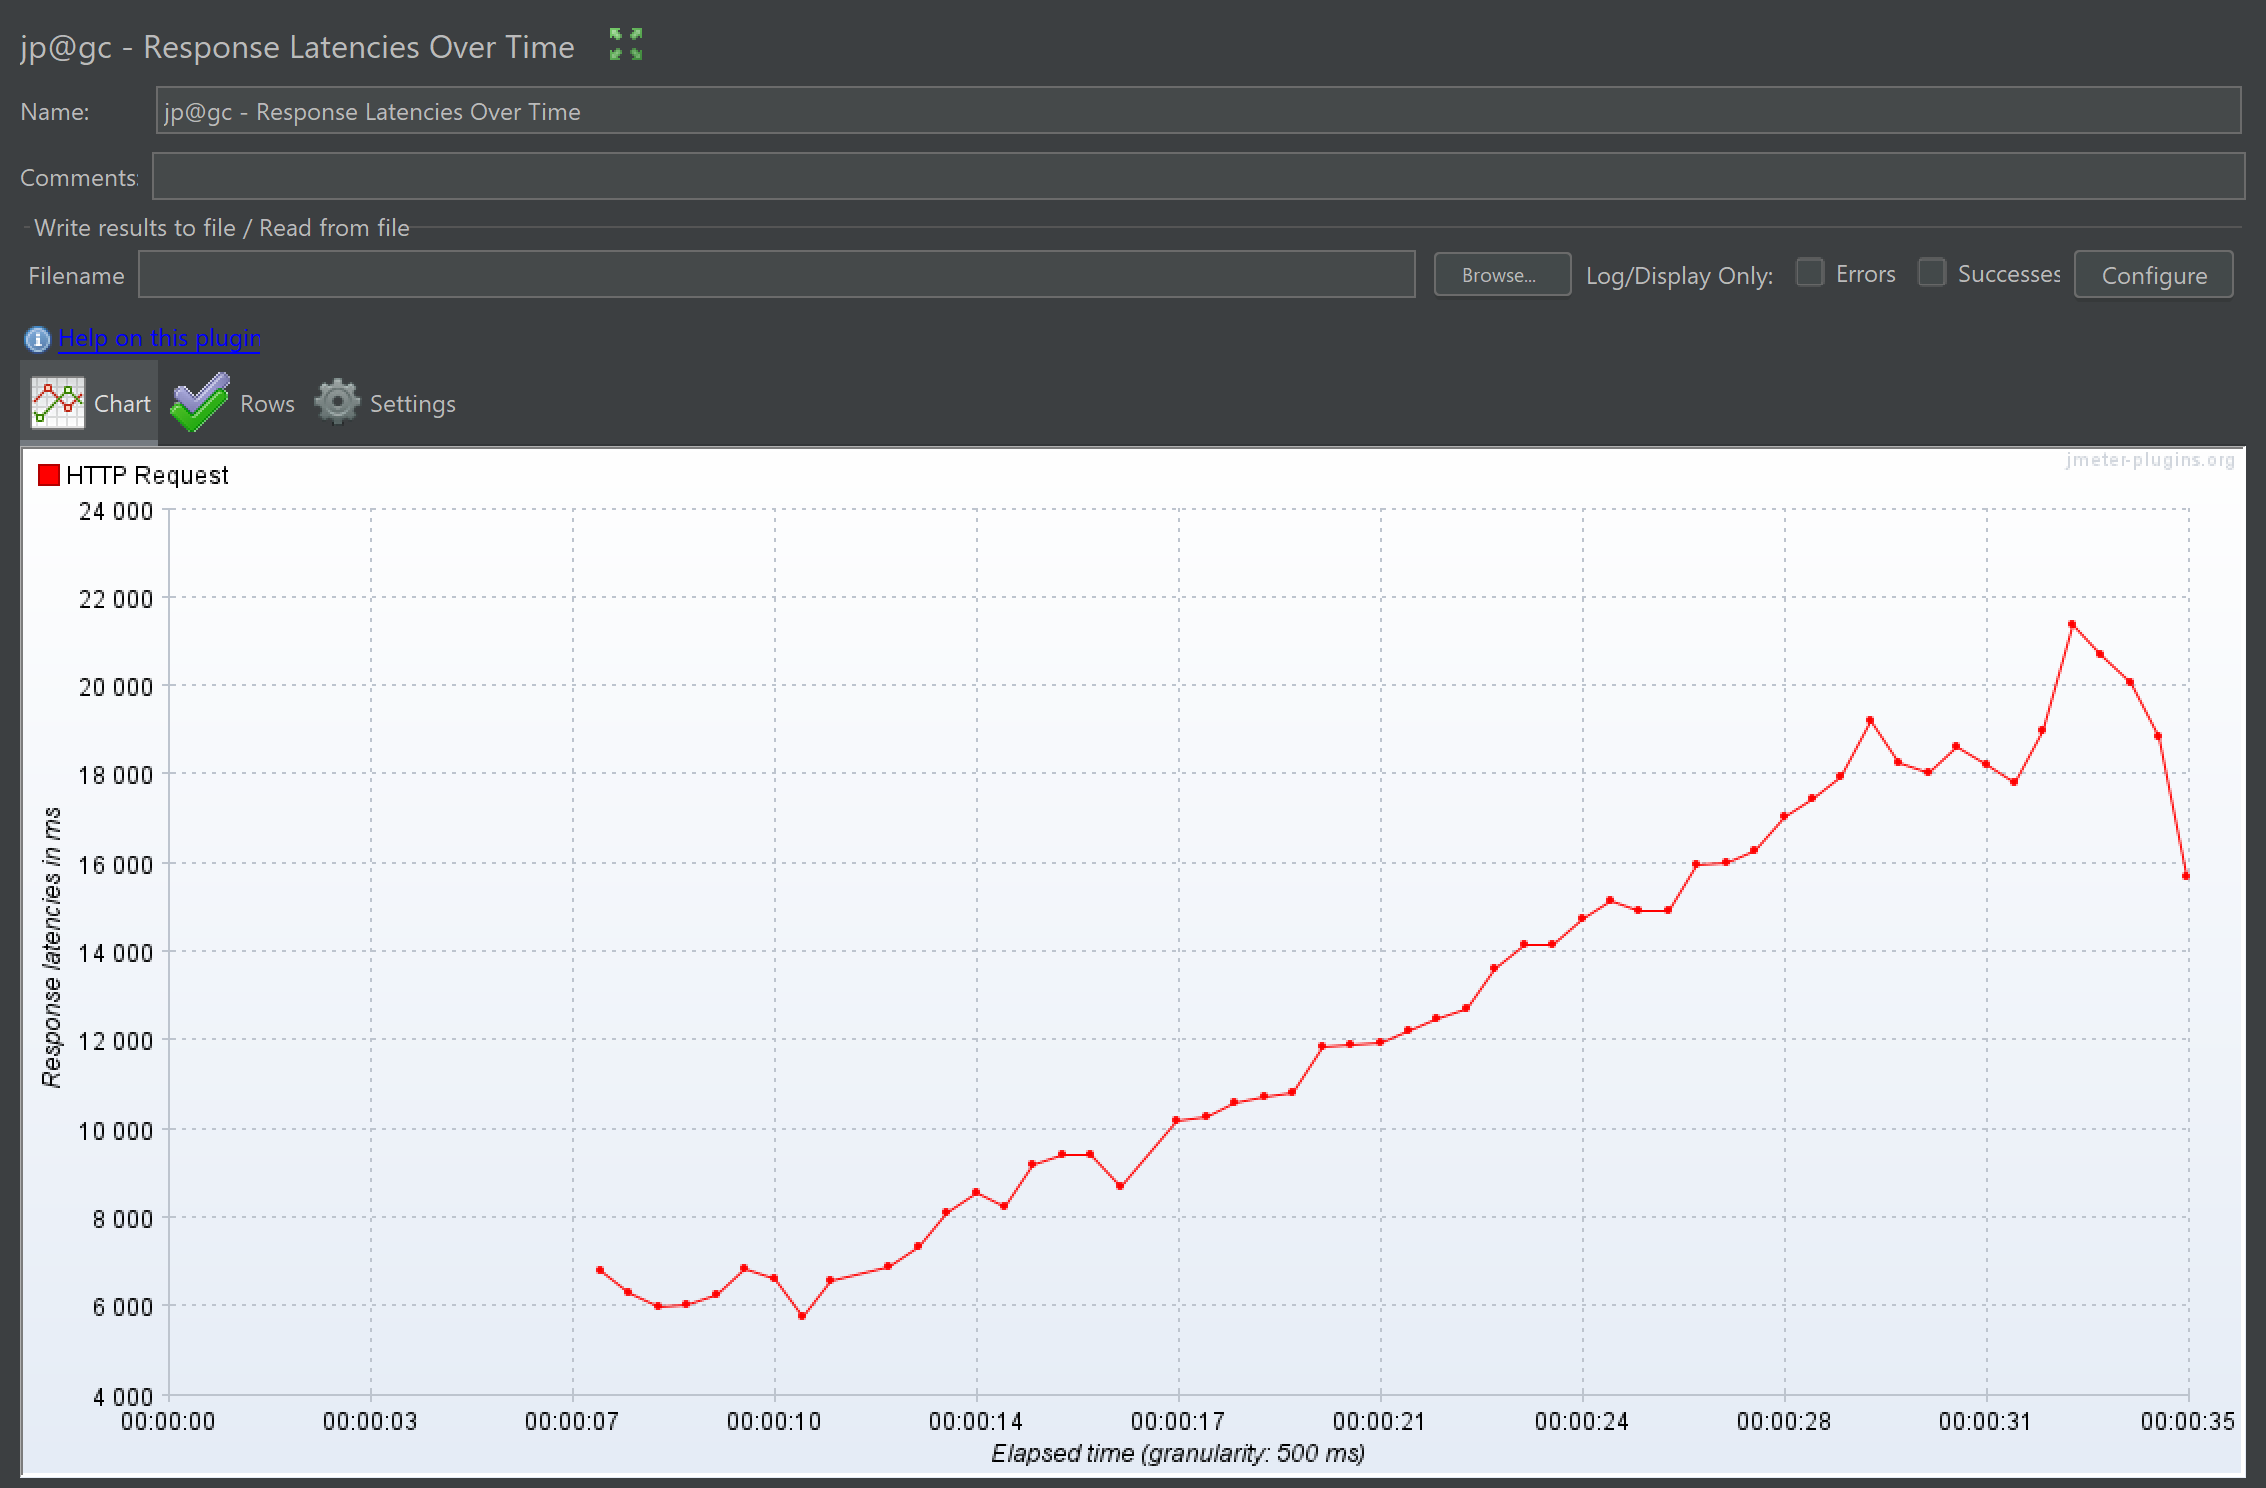 jp@gc - Response Latencies Over Time
Name: jp@gc - Response Latencies Over Time
Comments:
Write results to file / Read from file
Filename Browse... Log/Display Only: Errors Successes Configure
Help on this plugin
Chart Rows Settings
HTTP Request
jmeter-plugins.org
24 000
22 000
20 000
18 000
16 000
14 000
12 000
10 000
8 000
6 000
4 000
Response latencies in ms
00:00:00 00:00:03 00:00:07 00:00:10 00:00:14 00:00:17 00:00:21 00:00:24 00:00:28 00:00:31 00:00:35
Elapsed time (granularity: 500 ms)